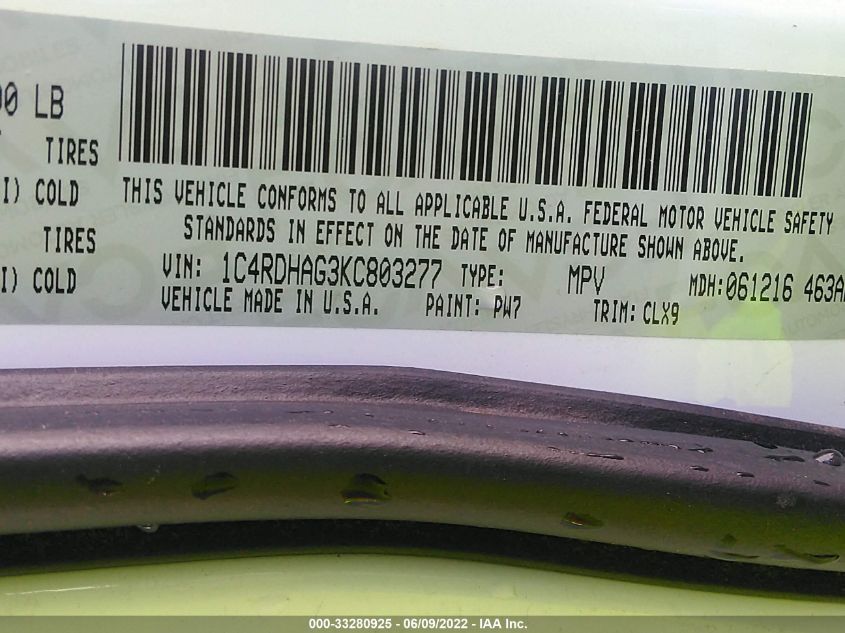 00 LB
TIRES
I) COLD
TIRES
I) COLD
THIS VEHICLE CONFORMS TO ALL APPLICABLE U.S.A. FEDERAL MOTOR VEHICLE SAFETY
STANDARDS IN EFFECT ON THE DATE OF MANUFACTURE SHOWN ABOVE.
VIN: 1C4RDHAG3KC803277 TYPE: MPV MDH:061216 463A
VEHICLE MADE IN U.S.A. PAINT: PW7 TRIM: CLX9
000-33280925 - 06/09/2022 - IAA Inc.